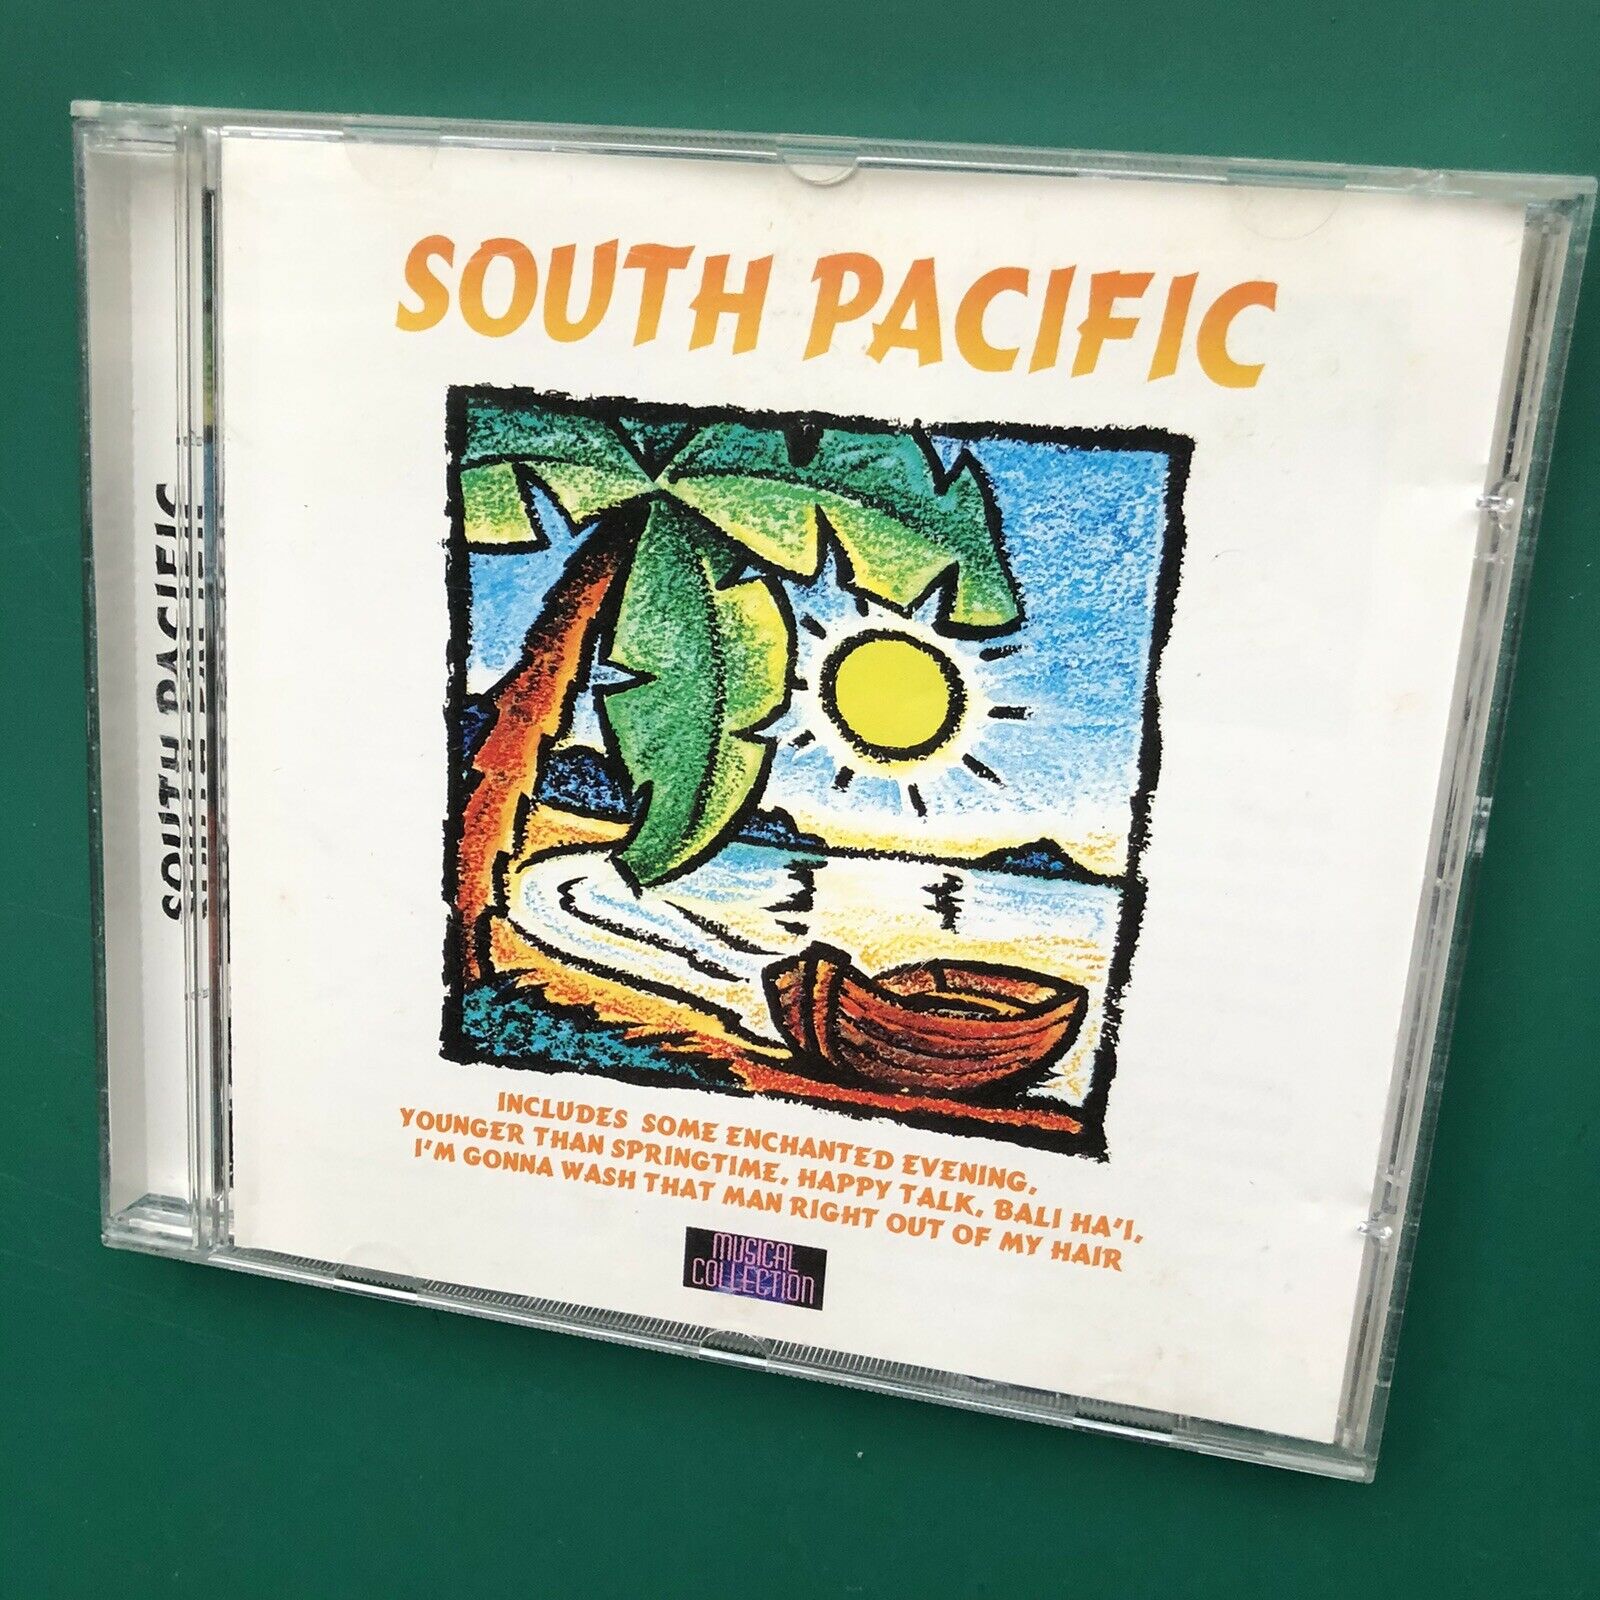 SOUTH PACIFIC
SOUTH PACIFIC
INCLUDES SOME ENCHANTED EVENING,
YOUNGER THAN SPRINGTIME, HAPPY TALK, BALI HA'I,
I'M GONNA WASH THAT MAN RIGHT OUT OF MY HAIR
MUSICAL
COLLECTION